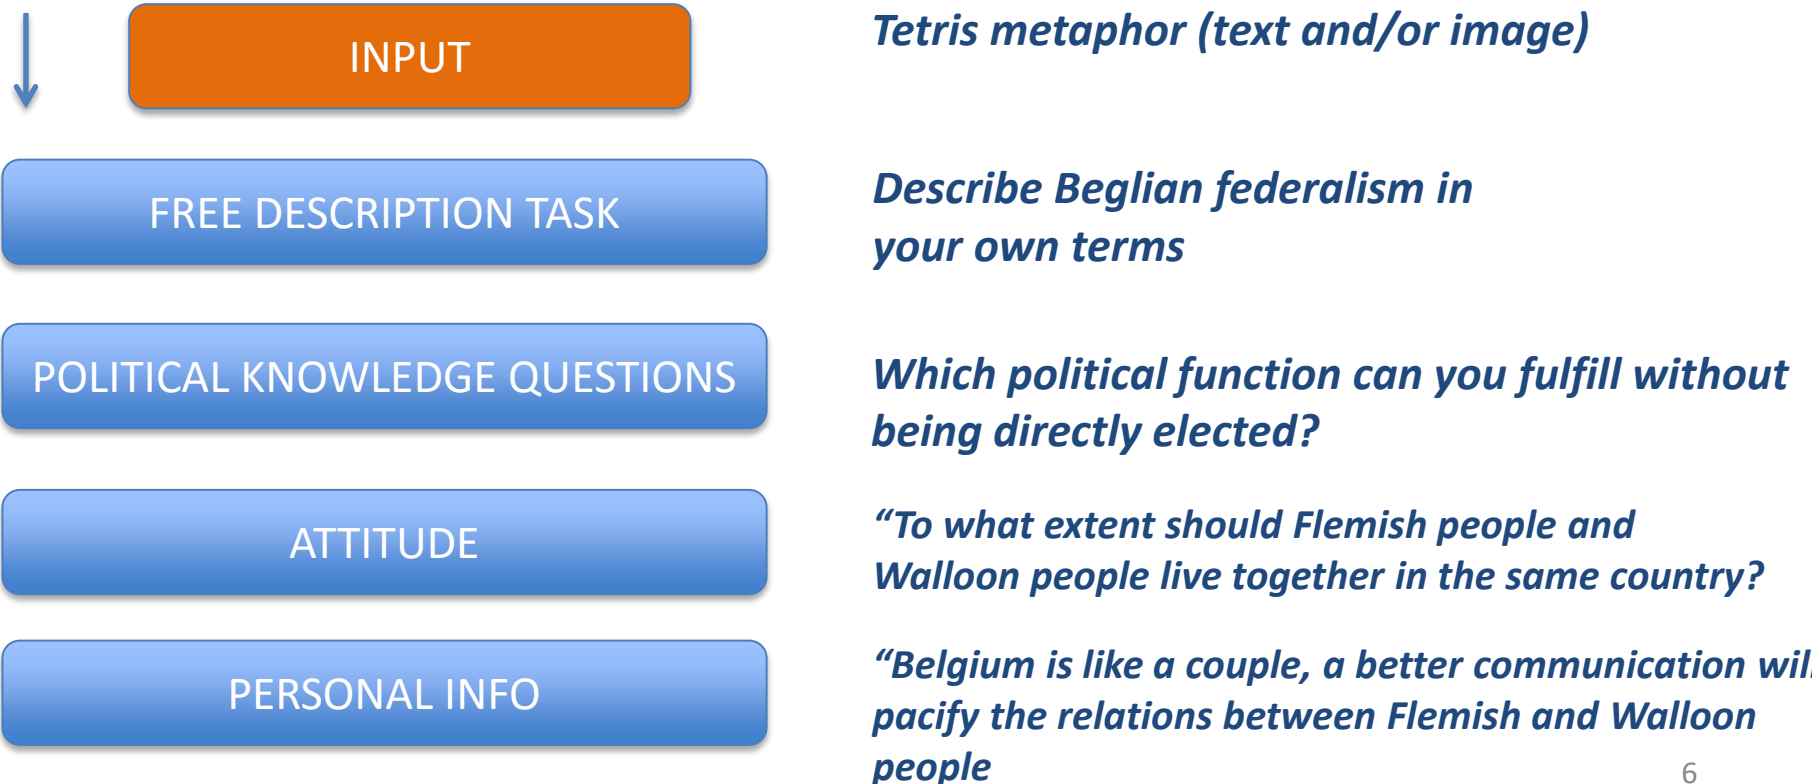 INPUT
Tetris metaphor (text and/or image)
FREE DESCRIPTION TASK
Describe Beglian federalism in
your own terms
POLITICAL KNOWLEDGE QUESTIONS
Which political function can you fulfill without
being directly elected?
ATTITUDE
“To what extent should Flemish people and
Walloon people live together in the same country?
PERSONAL INFO
“Belgium is like a couple, a better communication will
pacify the relations between Flemish and Walloon
people
6